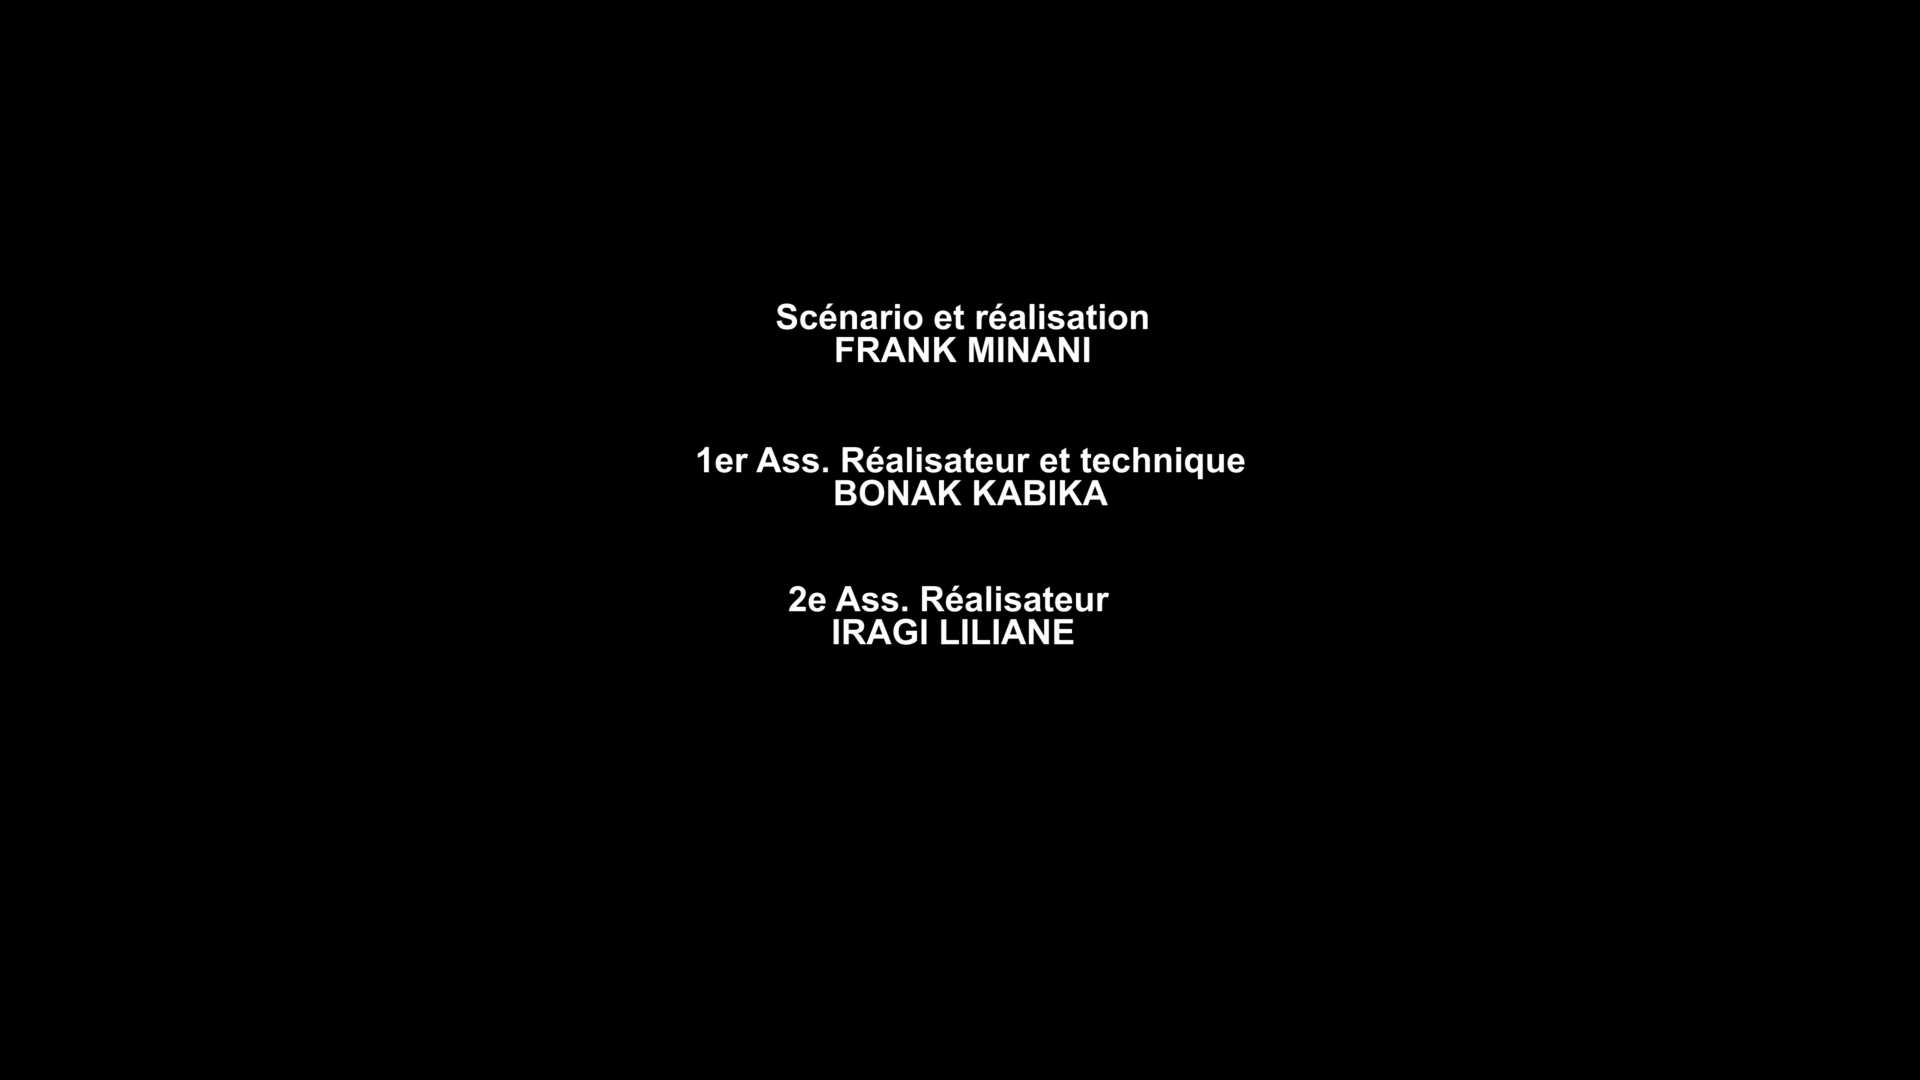 Scénario et réalisation
FRANK MINANI
1er Ass. Réalisateur et technique
BONAK KABIKA
2e Ass. Réalisateur
IRAGI LILIANE